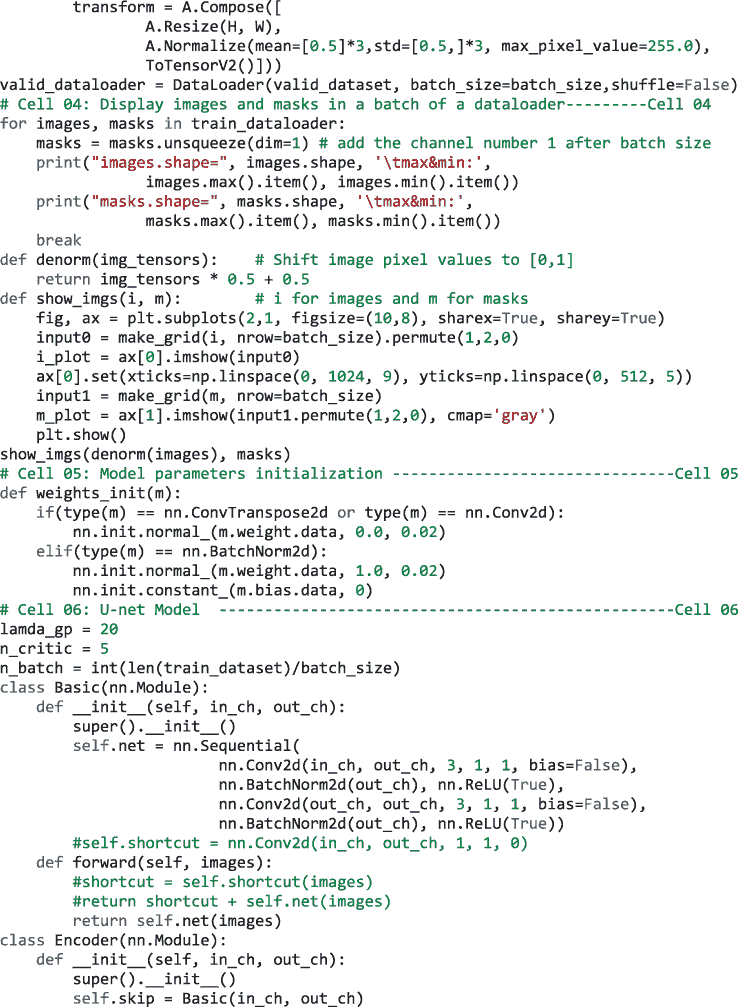 transform = A.Compose([
A.Resize(H, W),
A.Normalize(mean=[0.5]*3,std=[0.5,]*3, max_pixel_value=255.0),
ToTensorV2()]))
valid_dataloader = DataLoader(valid_dataset, batch_size=batch_size,shuffle=False)
# Cell 04: Display images and masks in a batch of a dataloader---------Cell 04
for images, masks in train_dataloader:
masks = masks.unsqueeze(dim=1) # add the channel number 1 after batch size
print("images.shape=", images.shape, '\tmax&min:',
images.max().item(), images.min().item())
print("masks.shape=", masks.shape, '\tmax&min:',
masks.max().item(), masks.min().item())
break
def denorm(img_tensors):    # Shift image pixel values to [0,1]
return img_tensors * 0.5 + 0.5
def show_imgs(i, m):        # i for images and m for masks
fig, ax = plt.subplots(2,1, figsize=(10,8), sharex=True, sharey=True)
input0 = make_grid(i, nrow=batch_size).permute(1,2,0)
i_plot = ax[0].imshow(input0)
ax[0].set(xticks=np.linspace(0, 1024, 9), yticks=np.linspace(0, 512, 5))
input1 = make_grid(m, nrow=batch_size)
m_plot = ax[1].imshow(input1.permute(1,2,0), cmap='gray')
plt.show()
show_imgs(denorm(images), masks)
# Cell 05: Model parameters initialization -------------------------------Cell 05
def weights_init(m):
if(type(m) == nn.ConvTranspose2d or type(m) == nn.Conv2d):
nn.init.normal_(m.weight.data, 0.0, 0.02)
elif(type(m) == nn.BatchNorm2d):
nn.init.normal_(m.weight.data, 1.0, 0.02)
nn.init.constant_(m.bias.data, 0)
# Cell 06: U-net Model  --------------------------------------------------Cell 06
lamda_gp = 20
n_critic = 5
n_batch = int(len(train_dataset)/batch_size)
class Basic(nn.Module):
def __init__(self, in_ch, out_ch):
super().__init__()
self.net = nn.Sequential(
nn.Conv2d(in_ch, out_ch, 3, 1, 1, bias=False),
nn.BatchNorm2d(out_ch), nn.ReLU(True),
nn.Conv2d(out_ch, out_ch, 3, 1, 1, bias=False),
nn.BatchNorm2d(out_ch), nn.ReLU(True))
#self.shortcut = nn.Conv2d(in_ch, out_ch, 1, 1, 0)
def forward(self, images):
#shortcut = self.shortcut(images)
#return shortcut + self.net(images)
return self.net(images)
class Encoder(nn.Module):
def __init__(self, in_ch, out_ch):
super().__init__()
self.skip = Basic(in_ch, out_ch)